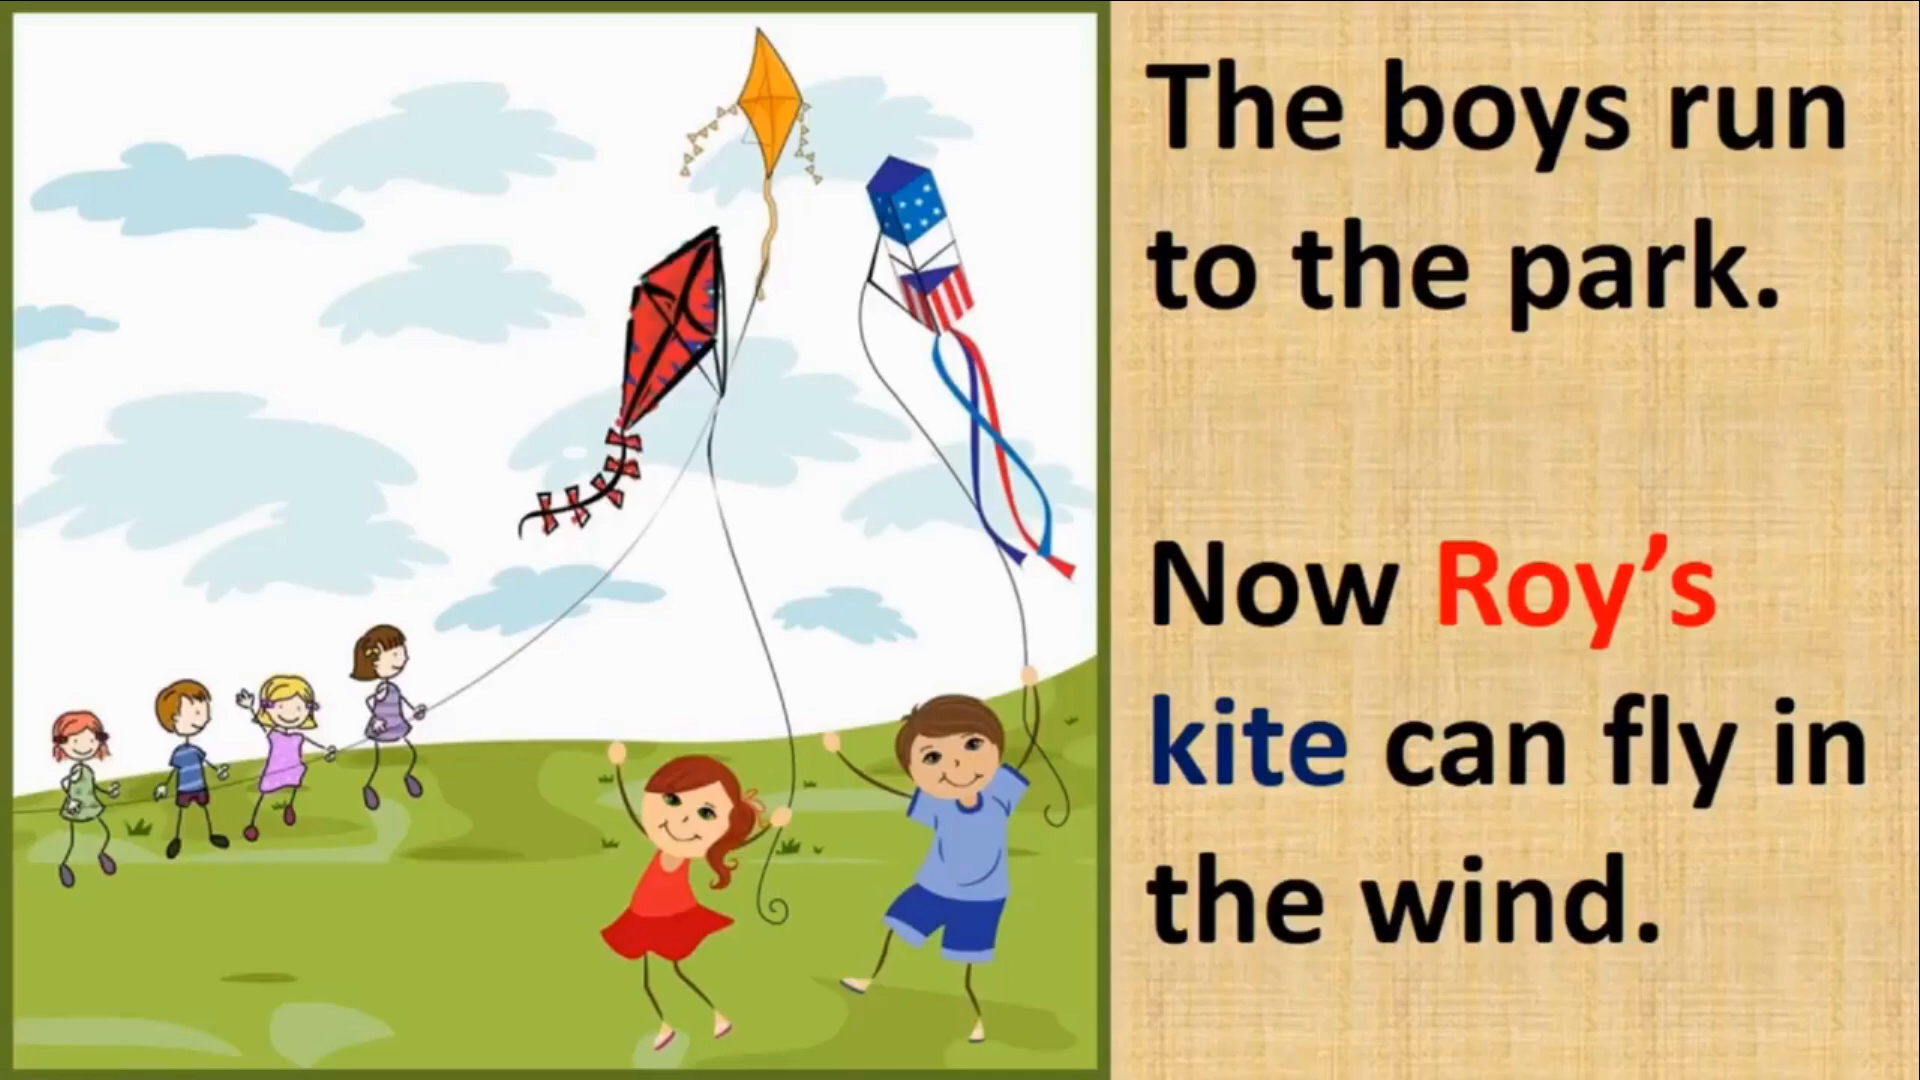 The boys run
to the park.
Now Roy’s
kite can fly in
the wind.